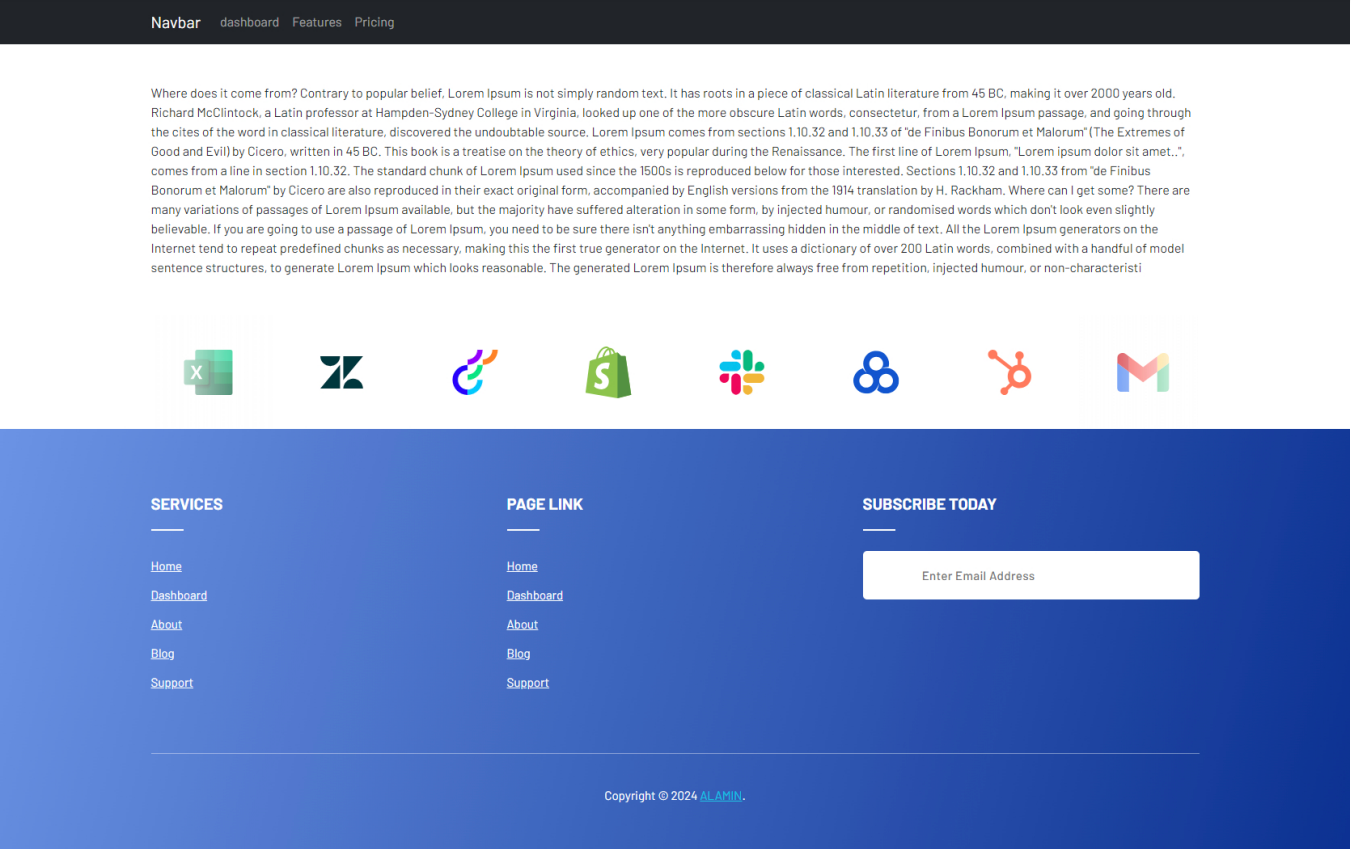 Navbar dashboard Features Pricing
Where does it come from? Contrary to popular belief, Lorem Ipsum is not simply random text. It has roots in a piece of classical Latin literature from 45 BC, making it over 2000 years old.
Richard McClintock, a Latin professor at Hampden-Sydney College in Virginia, looked up one of the more obscure Latin words, consectetur, from a Lorem Ipsum passage, and going through
the cites of the word in classical literature, discovered the undoubtable source. Lorem Ipsum comes from sections 1.10.32 and 1.10.33 of "de Finibus Bonorum et Malorum" (The Extremes of
Good and Evil) by Cicero, written in 45 BC. This book is a treatise on the theory of ethics, very popular during the Renaissance. The first line of Lorem Ipsum, "Lorem ipsum dolor sit amet..",
comes from a line in section 1.10.32. The standard chunk of Lorem Ipsum used since the 1500s is reproduced below for those interested. Sections 1.10.32 and 1.10.33 from "de Finibus
Bonorum et Malorum" by Cicero are also reproduced in their exact original form, accompanied by English versions from the 1914 translation by H. Rackham. Where can I get some? There are
many variations of passages of Lorem Ipsum available, but the majority have suffered alteration in some form, by injected humour, or randomised words which don't look even slightly
believable. If you are going to use a passage of Lorem Ipsum, you need to be sure there isn't anything embarrassing hidden in the middle of text. All the Lorem Ipsum generators on the
Internet tend to repeat predefined chunks as necessary, making this the first true generator on the Internet. It uses a dictionary of over 200 Latin words, combined with a handful of model
sentence structures, to generate Lorem Ipsum which looks reasonable. The generated Lorem Ipsum is therefore always free from repetition, injected humour, or non-characteristi
X
S
SERVICES
Home
Dashboard
About
Blog
Support
PAGE LINK
Home
Dashboard
About
Blog
Support
SUBSCRIBE TODAY
Enter Email Address
Copyright © 2024 ALAMIN.